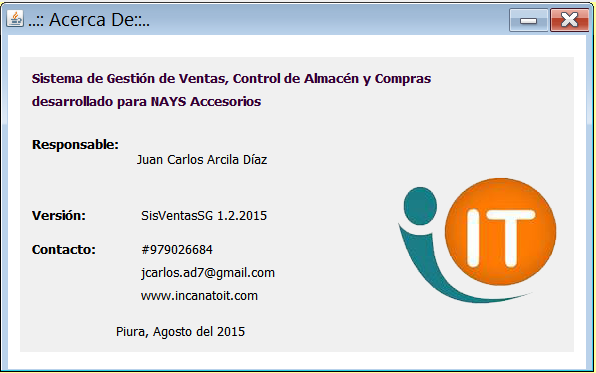 ..:: Acerca De::..
Sistema de Gestión de Ventas, Control de Almacén y Compras
desarrollado para NAYS Accesorios
Responsable:
Juan Carlos Arcila Díaz
Versión: SisVentasSG 1.2.2015
Contacto: #979026684
jcarlos.ad7@gmail.com
www.incanatoit.com
Piura, Agosto del 2015
IT